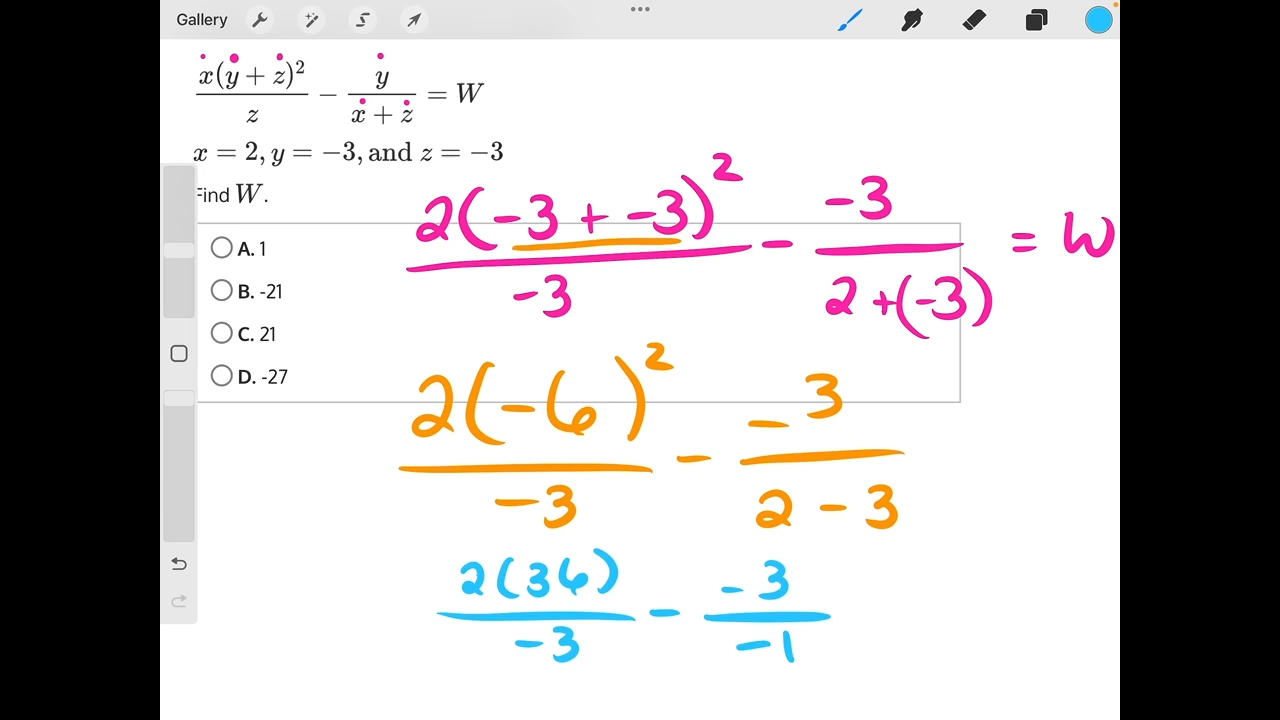 Gallery
x(y + z)² / z − y / x + z = W
x = 2, y = −3, and z = −3
Find W.
A. 1
B. -21
C. 21
D. -27
2(-3 + -3)² / -3 - -3 / 2 +(-3) = W
2(-6)² / -3 - -3 / 2 - 3
2(36) / -3 - -3 / -1